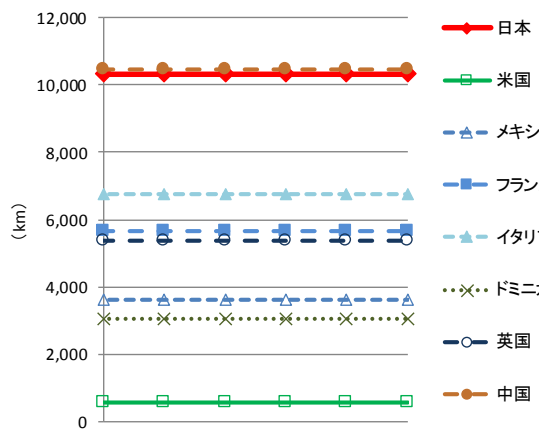 12,000
10,000
8,000
6,000
4,000
2,000
0
（km）
日本
米国
メキシ
フラン
イタリ
ドミニ
英国
中国